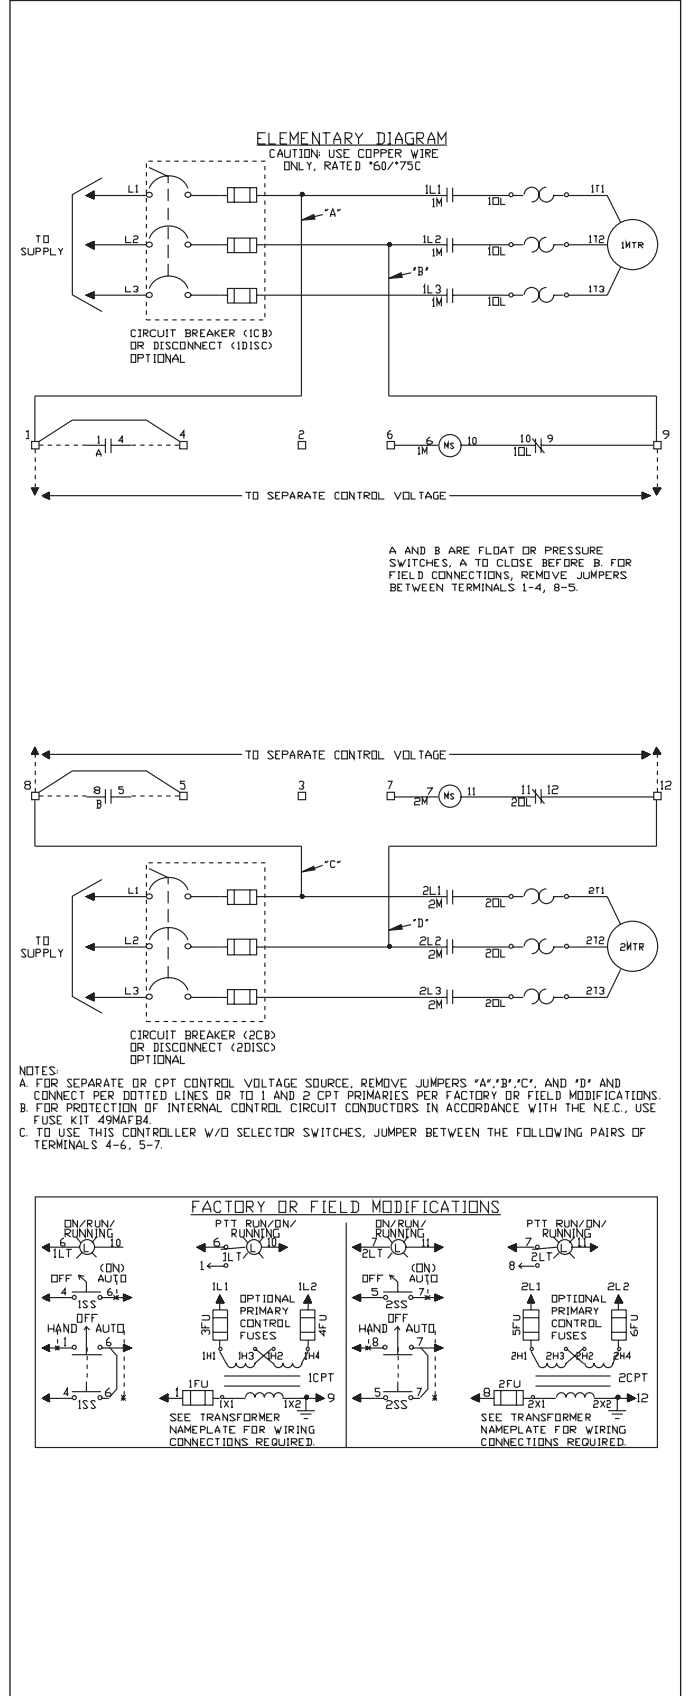 ELEMENTARY DIAGRAM
CAUTION: USE COPPER WIRE
ONLY, RATED °60/°75C
L1
"A"
1L1
1M
1OL
1T1
TO
SUPPLY
L2
1L2
1M
1OL
1T2
1MTR
"B"
L3
1L3
1M
1OL
1T3
CIRCUIT BREAKER (1CB)
OR DISCONNECT (1DISC)
OPTIONAL
1 1 4 4 2 6 6 10 10 9 9
A 1M MS 1OL
TO SEPARATE CONTROL VOLTAGE
A AND B ARE FLOAT OR PRESSURE
SWITCHES, A TO CLOSE BEFORE B. FOR
FIELD CONNECTIONS, REMOVE JUMPERS
BETWEEN TERMINALS 1-4, 8-5.
TO SEPARATE CONTROL VOLTAGE
8 8 5 5 3 7 7 11 11 12 12
B 2M MS 2OL
"C"
L1
2L1
2M
2OL
2T1
"D"
TO
SUPPLY
L2
2L2
2M
2OL
2T2
2MTR
L3
2L3
2M
2OL
2T3
CIRCUIT BREAKER (2CB)
OR DISCONNECT (2DISC)
OPTIONAL
NOTES:
A. FOR SEPARATE OR CPT CONTROL VOLTAGE SOURCE, REMOVE JUMPERS "A","B","C", AND "D" AND
CONNECT PER DOTTED LINES OR TO 1 AND 2 CPT PRIMARIES PER FACTORY OR FIELD MODIFICATIONS.
B. FOR PROTECTION OF INTERNAL CONTROL CIRCUIT CONDUCTORS IN ACCORDANCE WITH THE N.E.C., USE
FUSE KIT 49MAFB4.
C. TO USE THIS CONTROLLER W/O SELECTOR SWITCHES, JUMPER BETWEEN THE FOLLOWING PAIRS OF
TERMINALS 4-6, 5-7.
FACTORY OR FIELD MODIFICATIONS
ON/RUN/
RUNNING
6 L 10
1LT
OFF (ON)
AUTO
4 6
1SS
OFF
HAND AUTO
1 6
4 6
1SS
PTT RUN/ON/
RUNNING
6 L 10
1LT
1
1L1 1L2
OPTIONAL
PRIMARY
CONTROL
FUSES
3FU 4FU
1H1 1H3 1H2 1H4
1CPT
1 1FU 9
1X1 1X2
SEE TRANSFORMER
NAMEPLATE FOR WIRING
CONNECTIONS REQUIRED.
ON/RUN/
RUNNING
7 L 11
2LT
OFF (ON)
AUTO
5 7
2SS
OFF
HAND AUTO
8 7
5 7
2SS
PTT RUN/ON/
RUNNING
7 L 11
2LT
8
2L1 2L2
OPTIONAL
PRIMARY
CONTROL
FUSES
5FU 6FU
2H1 2H3 2H2 2H4
2CPT
8 2FU 12
2X1 2X2
SEE TRANSFORMER
NAMEPLATE FOR WIRING
CONNECTIONS REQUIRED.